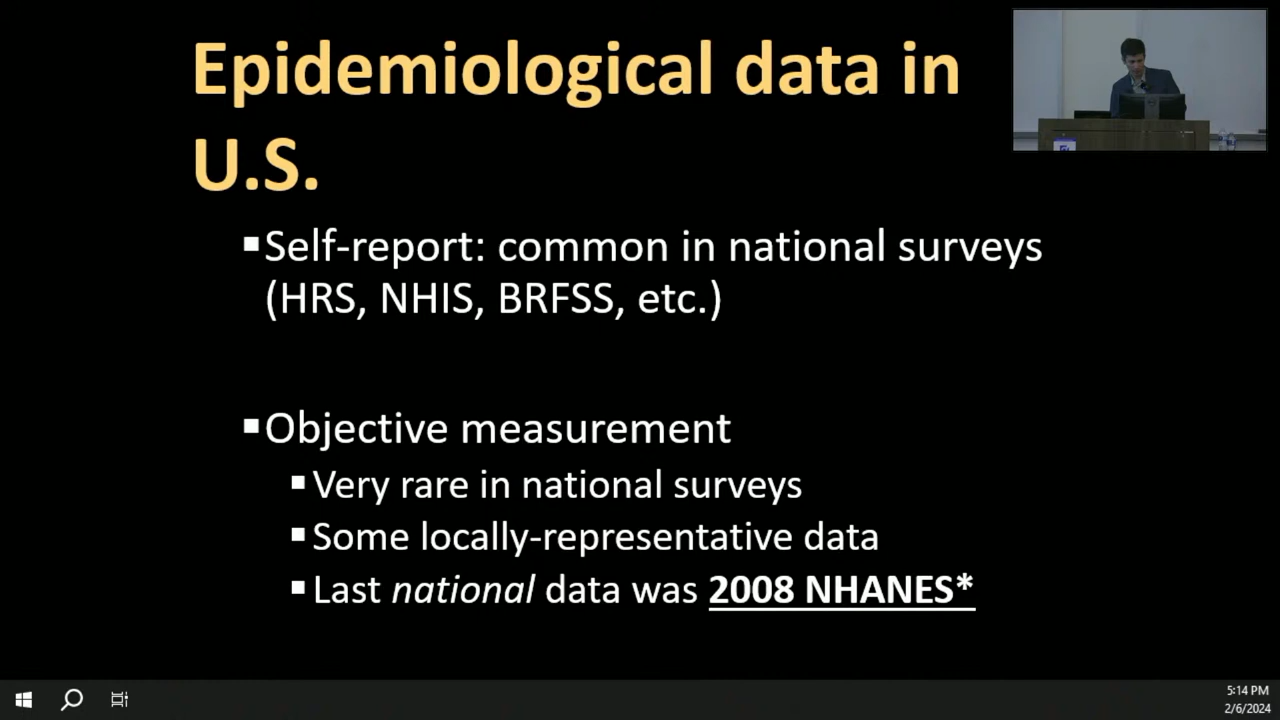 Epidemiological data in
U.S.
▪Self-report: common in national surveys
(HRS, NHIS, BRFSS, etc.)
▪Objective measurement
▪Very rare in national surveys
▪Some locally-representative data
▪Last national data was 2008 NHANES*
5:14 PM
2/6/2024